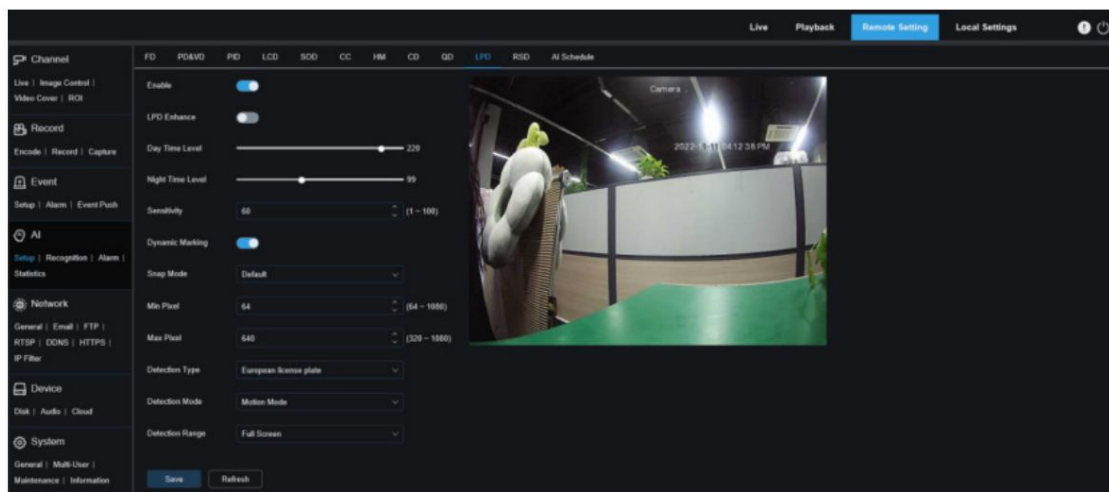 Live Playback Remote Setting Local Settings
Channel
Live | Image Control |
Video Cover | ROI
Record
Encode | Record | Capture
Event
Setup | Alarm | Event Push
AI
Setup | Recognition | Alarm |
Statistics
Network
General | Email | FTP |
RTSP | DDNS | HTTPS |
IP Filter
Device
Disk | Audio | Cloud
System
General | Multi-User |
Maintenance | Information
FD PD&VD PID LCD SOD CC HM CD QD LPD RSD AI Schedule
Enable
LPD Enhance
Day Time Level 220
Night Time Level 99
Sensitivity 60 (1 ~ 100)
Dynamic Marking
Snap Mode Default
Min Pixel 64 (64 ~ 1080)
Max Pixel 640 (320 ~ 1080)
Detection Type European license plate
Detection Mode Motion Mode
Detection Range Full Screen
Save Refresh
Camera
04:12:38 PM